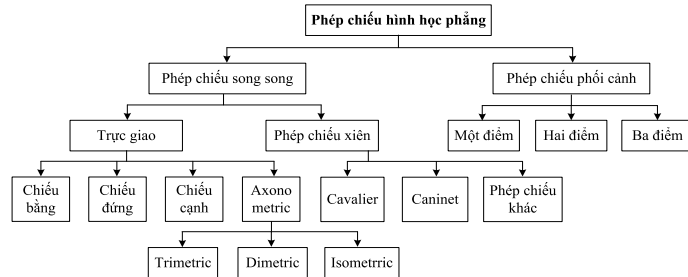 Phép chiếu hình học phẳng
Phép chiếu song song
Phép chiếu phối cảnh
Trực giao
Phép chiếu xiên
Một điểm
Hai điểm
Ba điểm
Chiếu
bằng
Chiếu
đứng
Chiếu
cạnh
Axono
metric
Cavalier
Caninet
Phép chiếu
khác
Trimetric
Dimetric
Isometrric